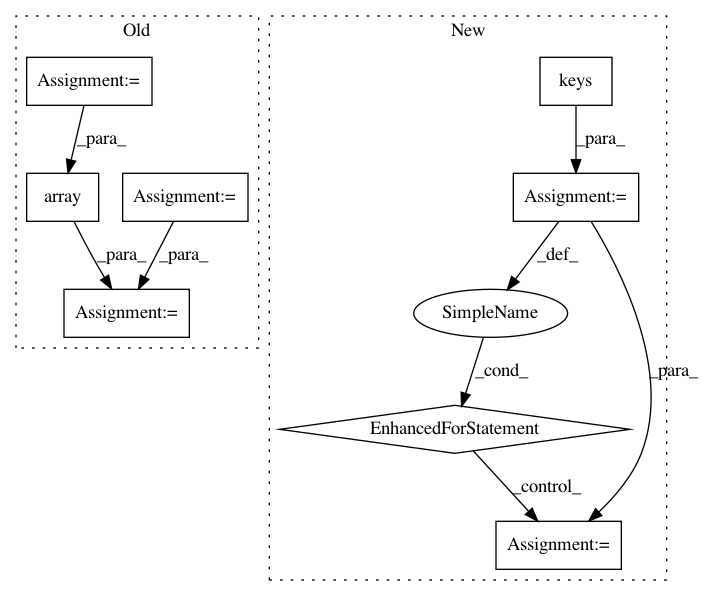 Old
New
Assignment:=
keys
_para_
_para_
array
Assignment:=
Assignment:=
_para_
_para_
_def_
Assignment:=
SimpleName
_cond_
_para_
EnhancedForStatement
_control_
Assignment:=